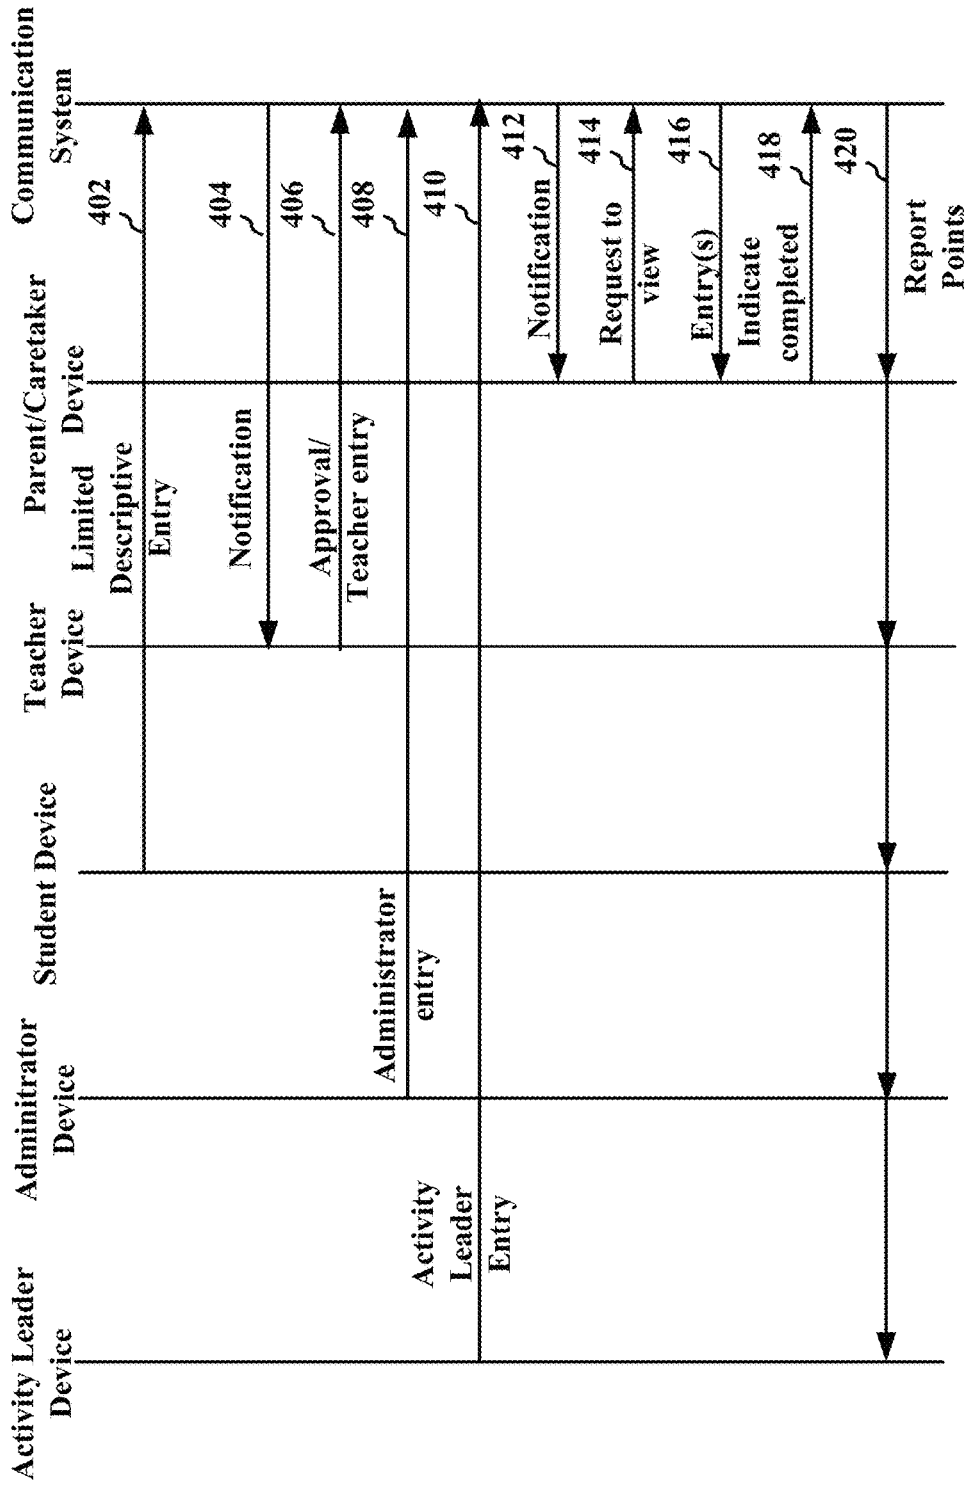 Activity Leader
Device
Adminitrator
Device
Student Device
Teacher
Device
Parent/Caretaker
Device
Communication
System
Limited
Descriptive
Entry
402
Notification
404
Approval/
Teacher entry
406
Administrator
entry
408
Activity
Leader
Entry
410
Notification
412
Request to
view
414
Entry(s)
416
Indicate
completed
418
420
Report
Points